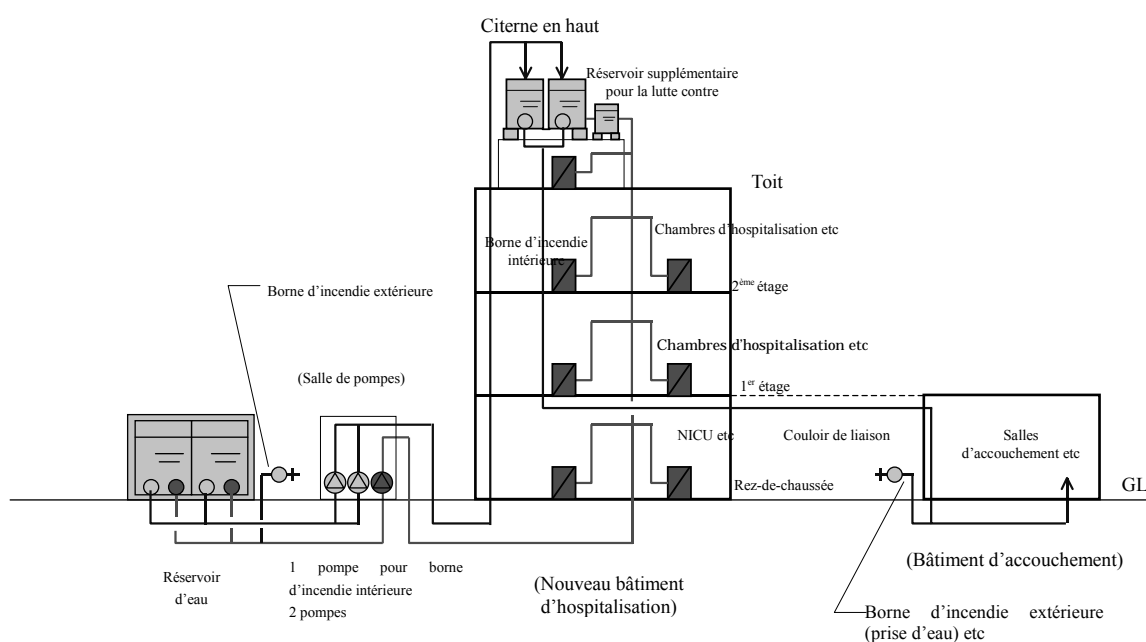 Citerne en haut
Réservoir supplémentaire
pour la lutte contre
Toit
Chambres d'hospitalisation etc
Borne d'incendie
intérieure
2ème étage
Borne d'incendie extérieure
Chambres d'hospitalisation etc
(Salle de pompes)
1er étage
NICU etc
Couloir de liaison
Salles
d'accouchement etc
Rez-de-chaussée
GL
Réservoir
d'eau
1 pompe pour borne
d'incendie intérieure
2 pompes
(Nouveau bâtiment
d'hospitalisation)
(Bâtiment d'accouchement)
Borne d'incendie extérieure
(prise d'eau) etc